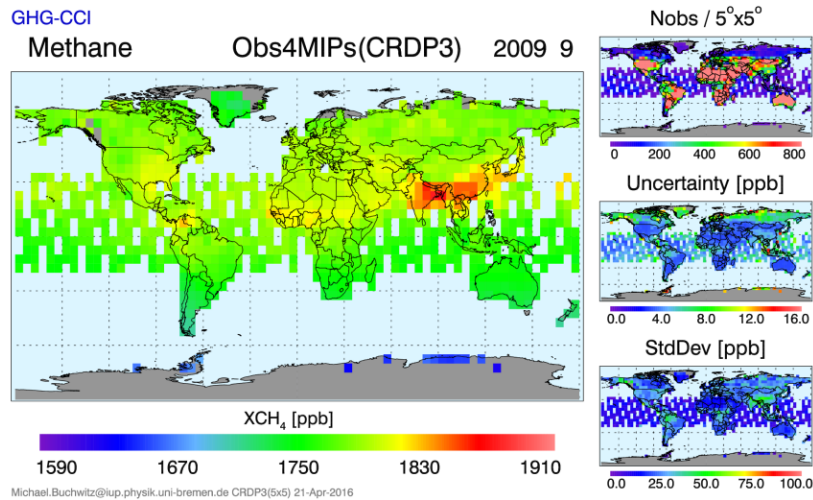 GHG-CCI
Methane Obs4MIPs(CRDP3) 2009 9
XCH4 [ppb]
1590 1670 1750 1830 1910
Michael.Buchwitz@iup.physik.uni-bremen.de CRDP3(5x5) 21-Apr-2016
Nobs / 5°x5°
0 200 400 600 800
Uncertainty [ppb]
0.0 4.0 8.0 12.0 16.0
StdDev [ppb]
0.0 25.0 50.0 75.0 100.0